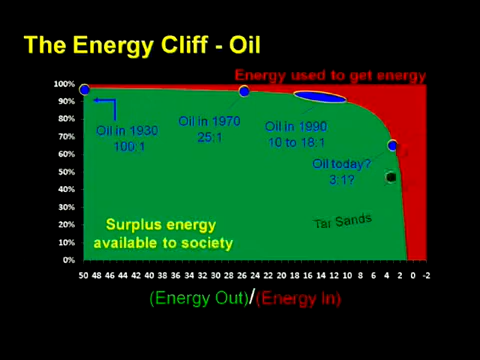 The Energy Cliff - Oil
Energy used to get energy
100%
90%
80%
70%
60%
50%
40%
30%
20%
10%
0%
Oil in 1930
100:1
Oil in 1970
25:1
Oil in 1990
10 to 18:1
Oil today?
3:1?
Tar Sands
Surplus energy
available to society
50 48 46 44 42 40 38 36 34 32 30 28 26 24 22 20 18 16 14 12 10 8 6 4 2 0 -2
(Energy Out)/(Energy In)